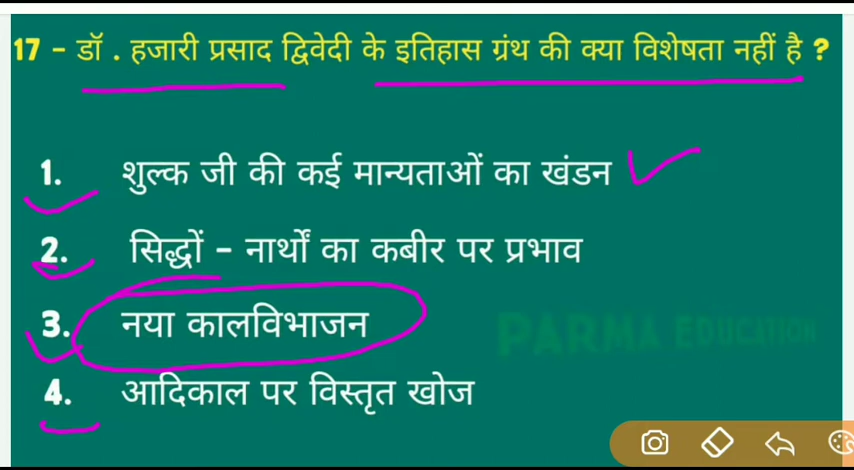 17 - डॉ . हजारी प्रसाद द्विवेदी के इतिहास ग्रंथ की क्या विशेषता नहीं है ?
1. शुल्क जी की कई मान्यताओं का खंडन
2. सिद्धों - नार्थों का कबीर पर प्रभाव
3. नया कालविभाजन
PARMA EDUCATION
4. आदिकाल पर विस्तृत खोज